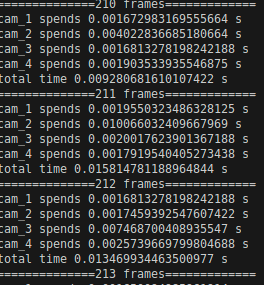 ==============210 frames==============
cam_1 spends 0.001672983169555664 s
cam_2 spends 0.004022836685180664 s
cam_3 spends 0.0016813278198242188 s
cam_4 spends 0.001903533935546875 s
total time 0.009280681610107422 s
==============211 frames==============
cam_1 spends 0.0019550323486328125 s
cam_2 spends 0.010066032409667969 s
cam_3 spends 0.0020017623901367188 s
cam_4 spends 0.0017919540405273438 s
total time 0.015814781188964844 s
==============212 frames==============
cam_1 spends 0.0016813278198242188 s
cam_2 spends 0.0017459392547607422 s
cam_3 spends 0.007468700408935547 s
cam_4 spends 0.0025739669799804688 s
total time 0.013469934463500977 s
==============213 frames==============